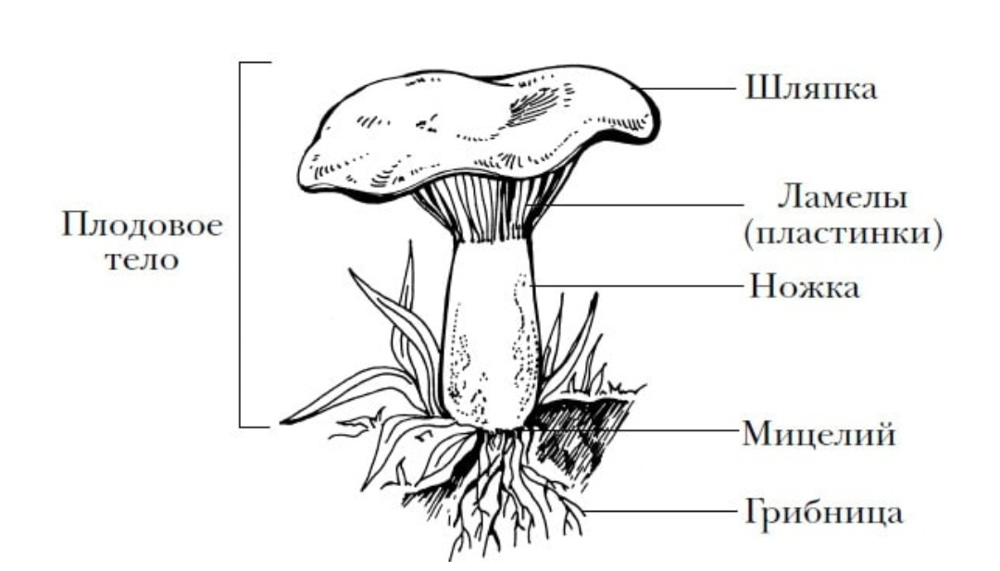 Шляпка
Ламелы
(пластинки)
Плодовое
тело
Ножка
Мицелий
Грибница